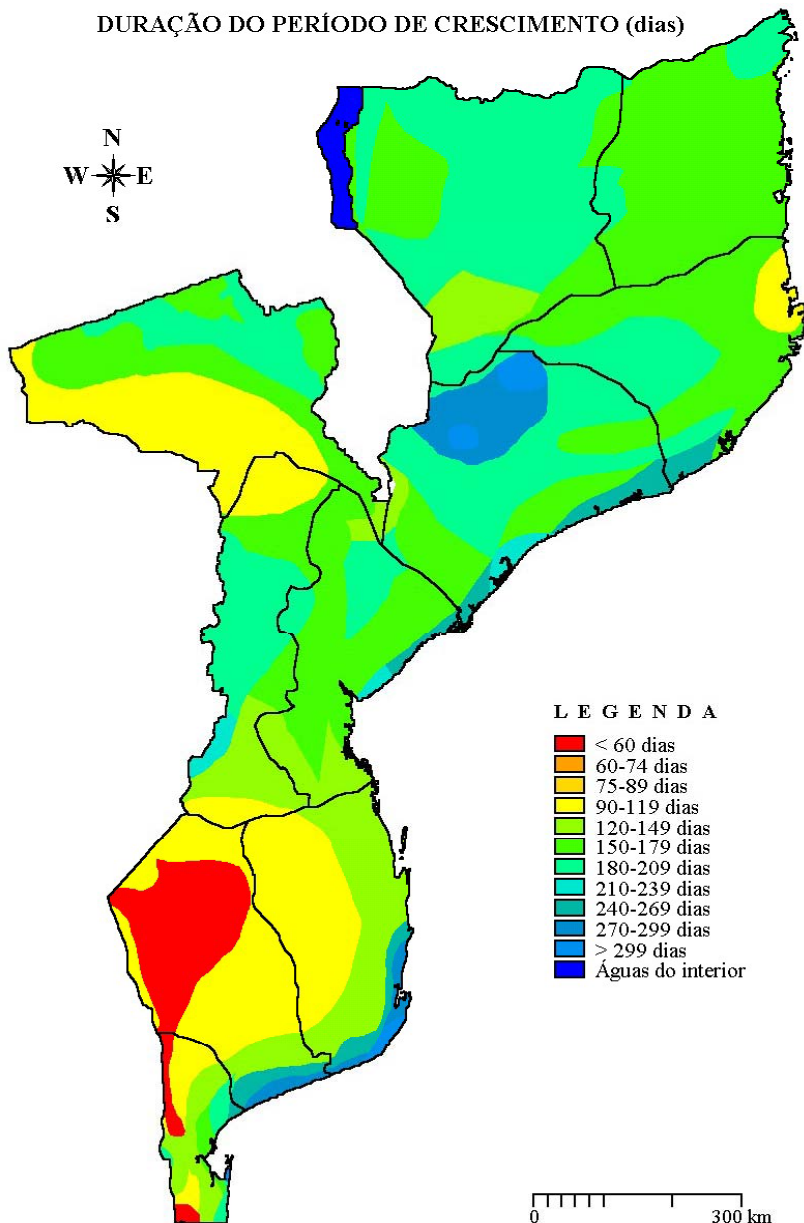 DURAÇÃO DO PERÍODO DE CRESCIMENTO (dias)
N
W E
S
L E G E N D A
< 60 dias
60-74 dias
75-89 dias
90-119 dias
120-149 dias
150-179 dias
180-209 dias
210-239 dias
240-269 dias
270-299 dias
> 299 dias
Águas do interior
0 300 km